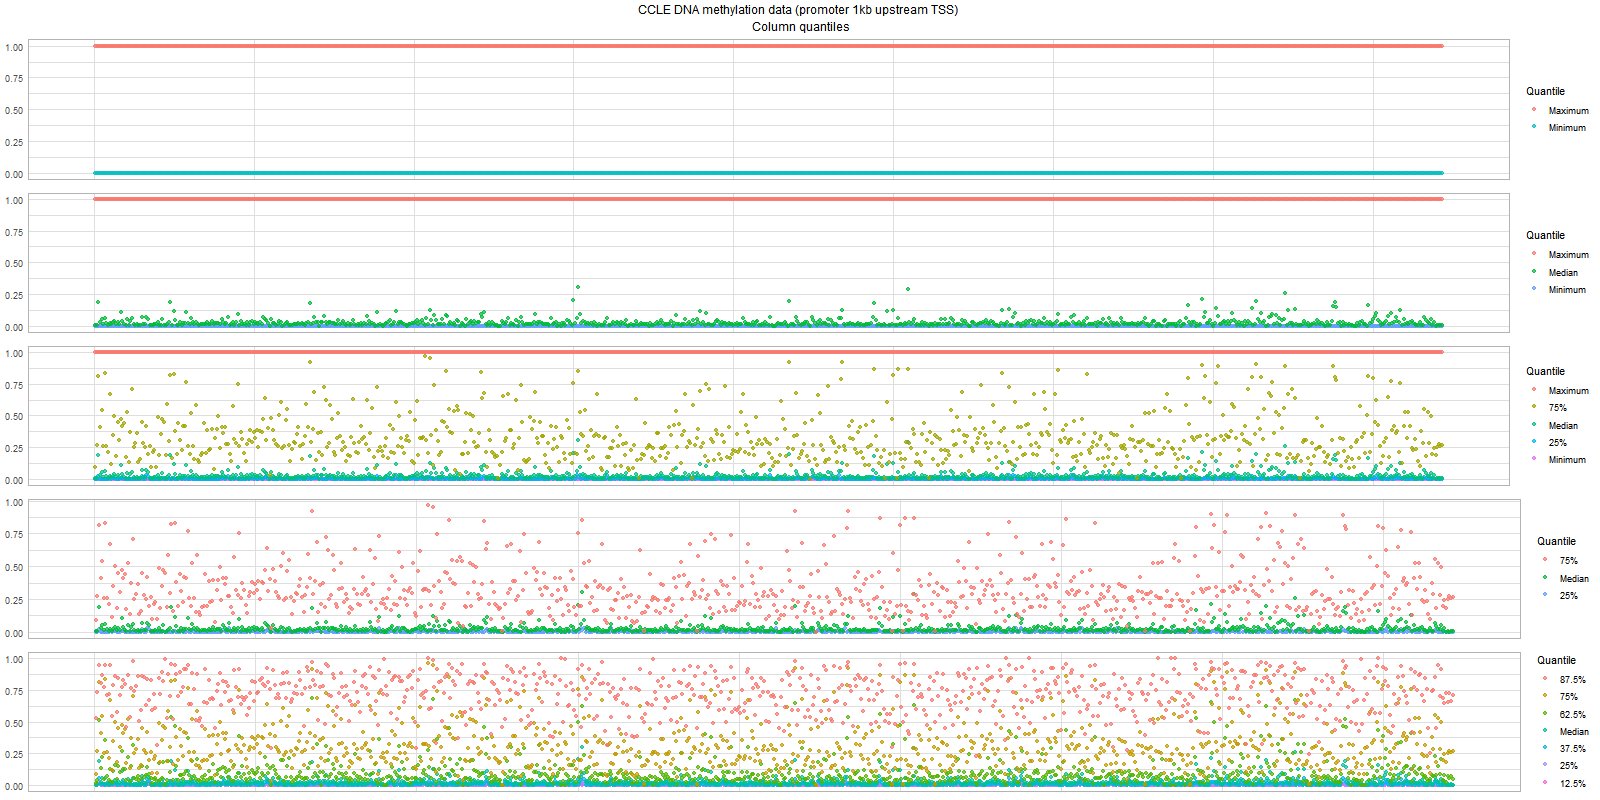 CCLE DNA methylation data (promoter 1kb upstream TSS)
Column quantiles
1.00
0.75
0.50
0.25
0.00
Quantile
Maximum
Minimum
1.00
0.75
0.50
0.25
0.00
Quantile
Maximum
Median
Minimum
1.00
0.75
0.50
0.25
0.00
Quantile
Maximum
75%
Median
25%
Minimum
1.00
0.75
0.50
0.25
0.00
Quantile
75%
Median
25%
1.00
0.75
0.50
0.25
0.00
Quantile
87.5%
75%
62.5%
Median
37.5%
25%
12.5%